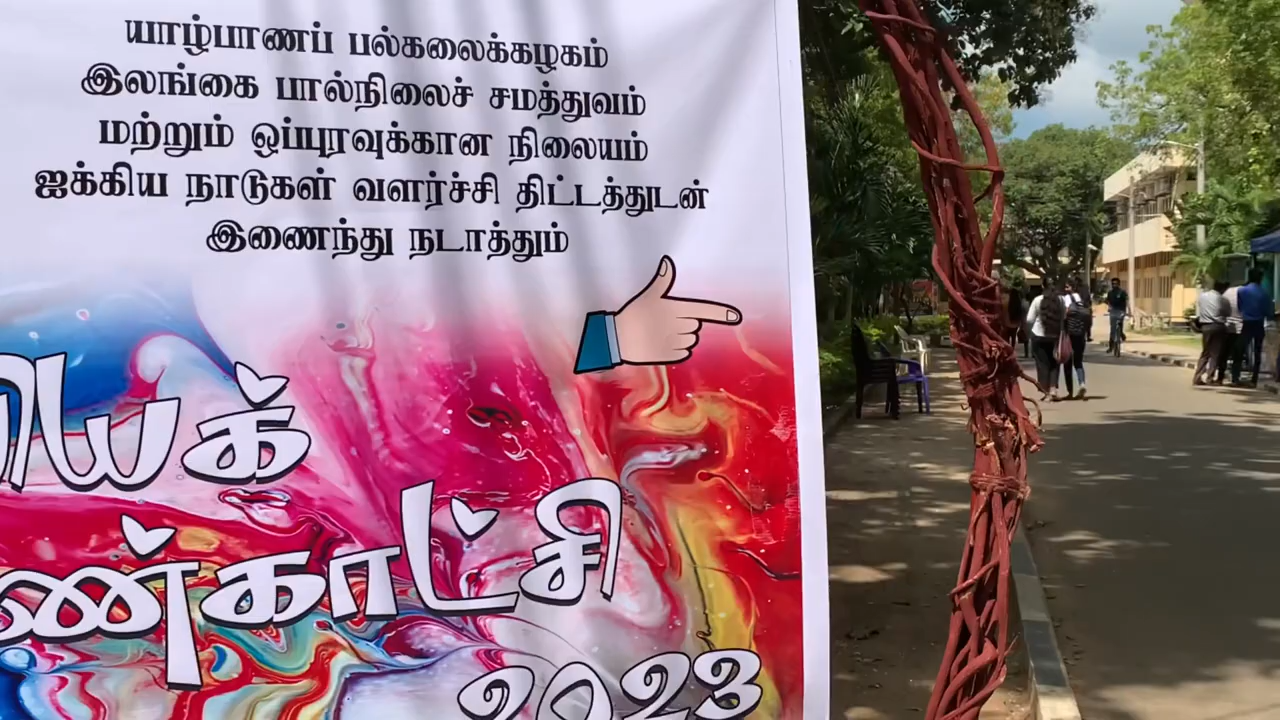 யாழ்பாணப் பல்கலைக்கழகம்
இலங்கை பால்நிலைச் சமத்துவம்
மற்றும் ஒப்புரவுக்கான நிலையம்
ஐக்கிய நாடுகள் வளர்ச்சி திட்டத்துடன்
இணைந்து நடாத்தும்
யக்
ண்காட்சி
2023